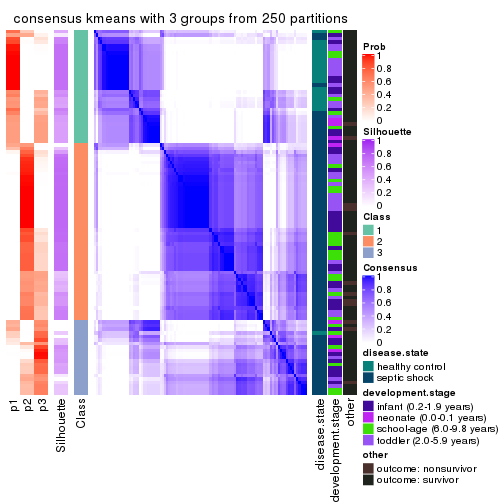 consensus kmeans with 3 groups from 250 partitions
Prob
1
0.8
0.6
0.4
0.2
0
Silhouette
1
0.8
0.6
0.4
0.2
0
Class
1
2
3
Consensus
1
0.8
0.6
0.4
0.2
0
disease.state
healthy control
septic shock
development.stage
infant (0.2-1.9 years)
neonate (0.0-0.1 years)
school-age (6.0-9.8 years)
toddler (2.0-5.9 years)
other
outcome: nonsurvivor
outcome: survivor
p1
p2
p3
Silhouette
Class
disease.state
development.stage
other